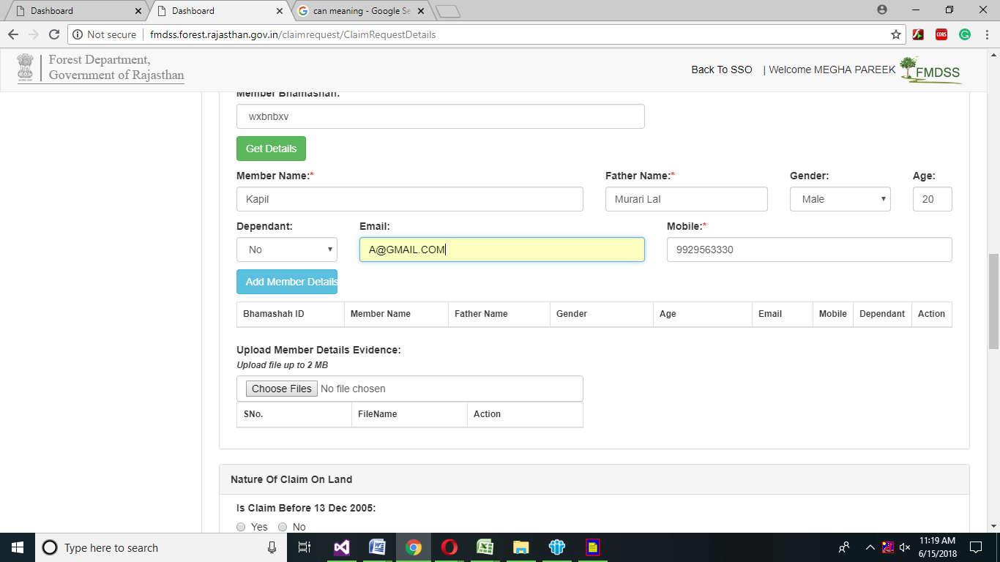 Dashboard
Dashboard
can meaning - Google Se
Not secure
fmdss.forest.rajasthan.gov.in/claimrequest/ClaimRequestDetails
CORS
Forest Department,
Government of Rajasthan
Back To SSO
| Welcome MEGHA PAREEK
FMDSS
Member Bhamashah:
wxbnbxv
Get Details
Member Name:*
Father Name:*
Gender:
Age:
Kapil
Murari Lal
Male
20
Dependant:
Email:
Mobile:*
No
A@GMAIL.COM
9929563330
Add Member Details
Bhamashah ID
Member Name
Father Name
Gender
Age
Email
Mobile
Dependant
Action
Upload Member Details Evidence:
Upload file up to 2 MB
Choose Files No file chosen
SNo.
FileName
Action
Nature Of Claim On Land
Is Claim Before 13 Dec 2005:
Yes
No
Type here to search
11:19 AM
6/15/2018